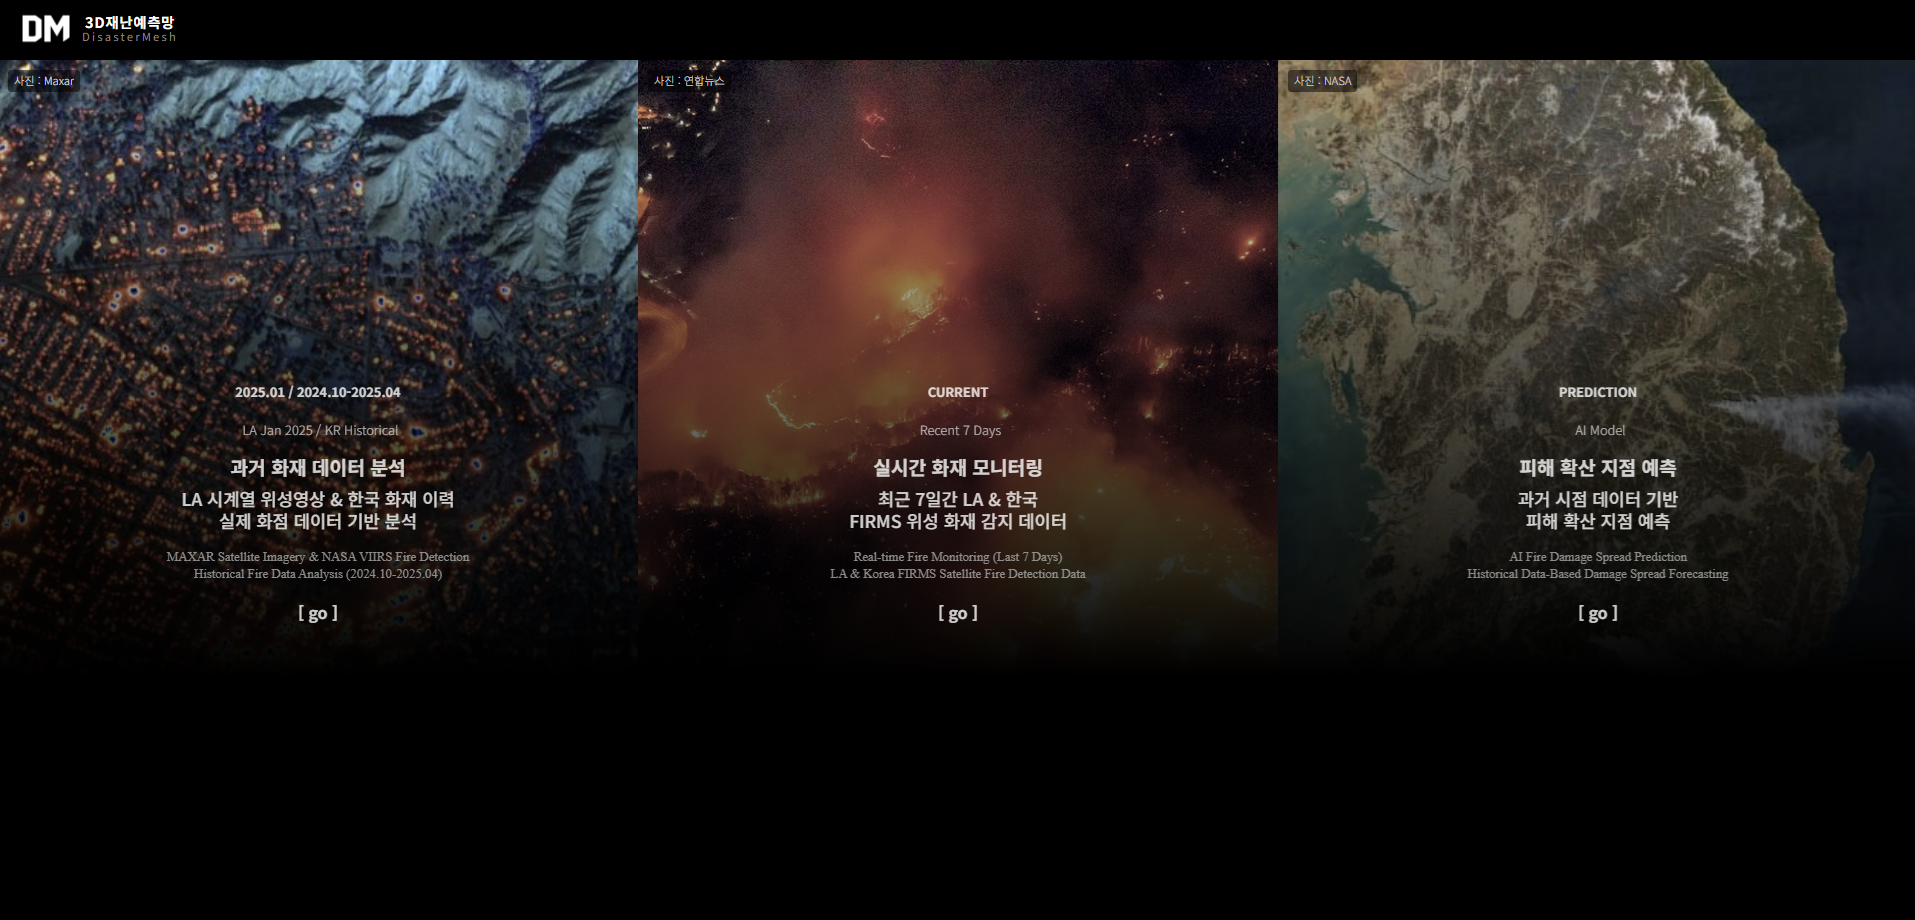 DM
3D재난예측망
DisasterMesh
사진 : Maxar
2025.01 / 2024.10-2025.04
LA Jan 2025 / KR Historical
과거 화재 데이터 분석
LA 시계열 위성영상 & 한국 화재 이력
실제 화점 데이터 기반 분석
MAXAR Satellite Imagery & NASA VIIRS Fire Detection
Historical Fire Data Analysis (2024.10-2025.04)
[ go ]
사진 : 연합뉴스
CURRENT
Recent 7 Days
실시간 화재 모니터링
최근 7일간 LA & 한국
FIRMS 위성 화재 감지 데이터
Real-time Fire Monitoring (Last 7 Days)
LA & Korea FIRMS Satellite Fire Detection Data
[ go ]
사진 : NASA
PREDICTION
AI Model
피해 확산 지점 예측
과거 시점 데이터 기반
피해 확산 지점 예측
AI Fire Damage Spread Prediction
Historical Data-Based Damage Spread Forecasting
[ go ]